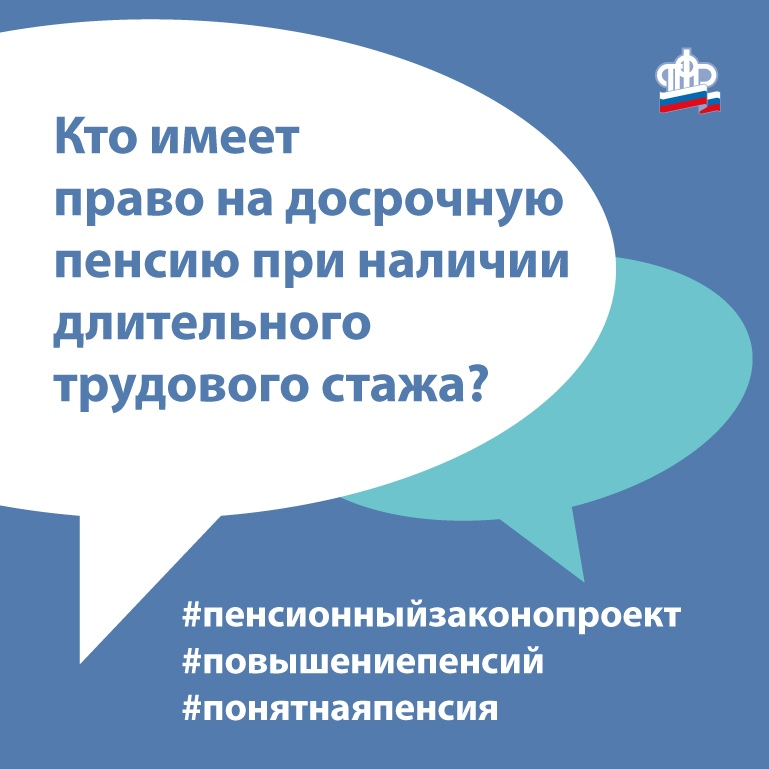 Кто имеет
право на досрочную
пенсию при наличии
длительного
трудового стажа?
#пенсионныйзаконопроект
#повышениепенсий
#понятнаяпенсия